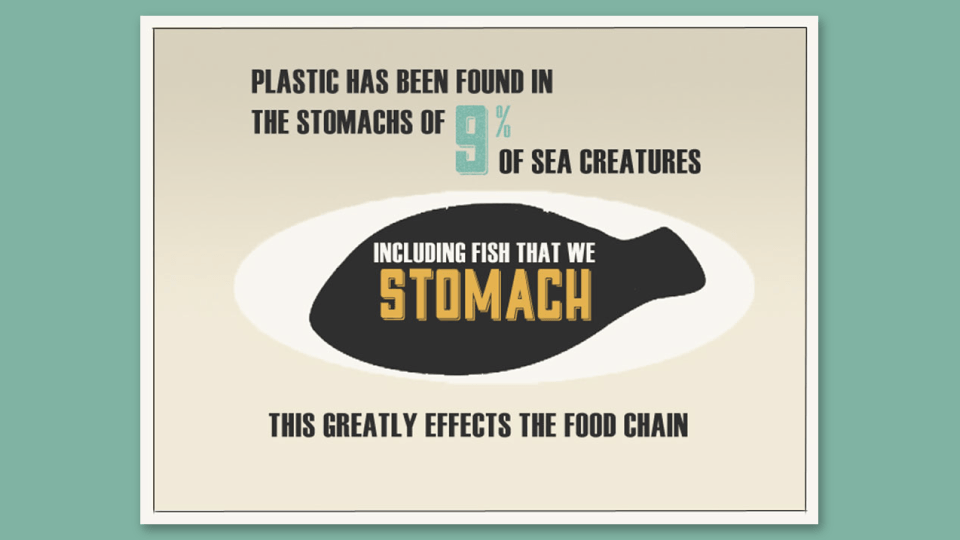 PLASTIC HAS BEEN FOUND IN
THE STOMACHS OF 9%
OF SEA CREATURES
INCLUDING FISH THAT WE
STOMACH
THIS GREATLY EFFECTS THE FOOD CHAIN